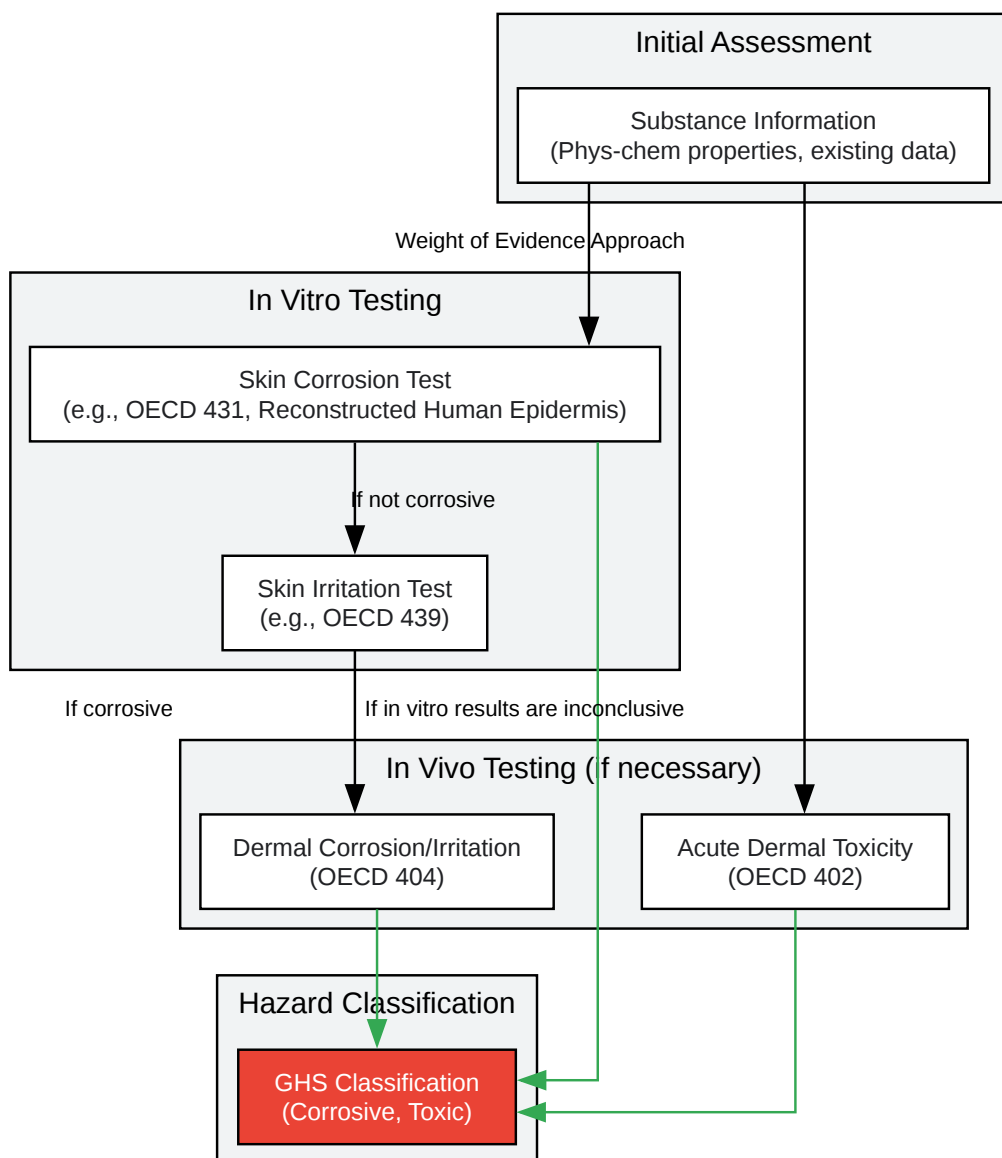 Initial Assessment
Substance Information
(Phys-chem properties, existing data)
Weight of Evidence Approach
In Vitro Testing
Skin Corrosion Test
(e.g., OECD 431, Reconstructed Human Epidermis)
If not corrosive
Skin Irritation Test
(e.g., OECD 439)
If corrosive
If in vitro results are inconclusive
In Vivo Testing (if necessary)
Dermal Corrosion/Irritation
(OECD 404)
Acute Dermal Toxicity
(OECD 402)
Hazard Classification
GHS Classification
(Corrosive, Toxic)